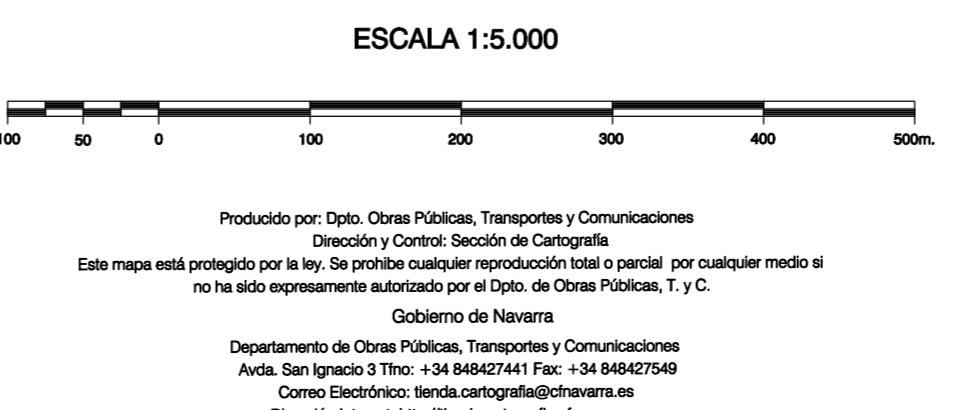 ESCALA 1:5.000
100 50 0 100 200 300 400 500m.
Producido por: Dpto. Obras Públicas, Transportes y Comunicaciones
Dirección y Control: Sección de Cartografía
Este mapa está protegido por la ley. Se prohibe cualquier reproducción total o parcial por cualquier medio si
no ha sido expresamente autorizado por el Dpto. de Obras Públicas, T. y C.
Gobierno de Navarra
Departamento de Obras Públicas, Transportes y Comunicaciones
Avda. San Ignacio 3 Tfno: +34 848427441 Fax: +34 848427549
Correo Electrónico: tienda.cartografia@cfnavarra.es